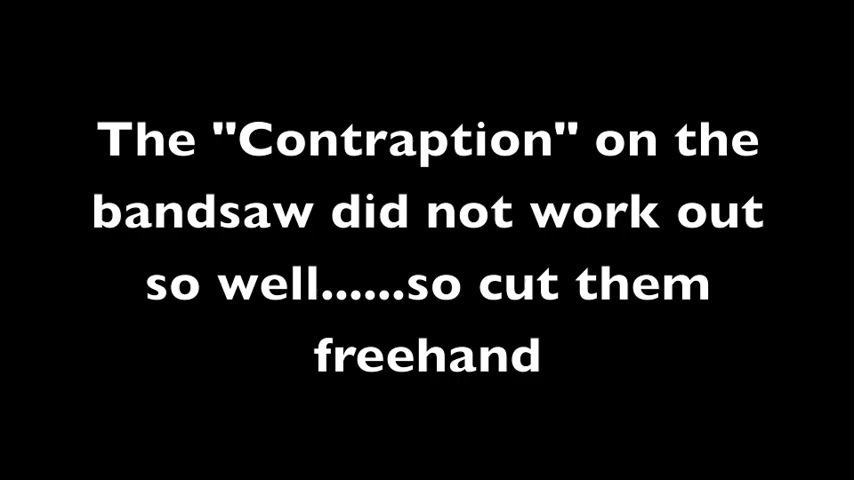 The "Contraption" on the
bandsaw did not work out
so well......so cut them
freehand